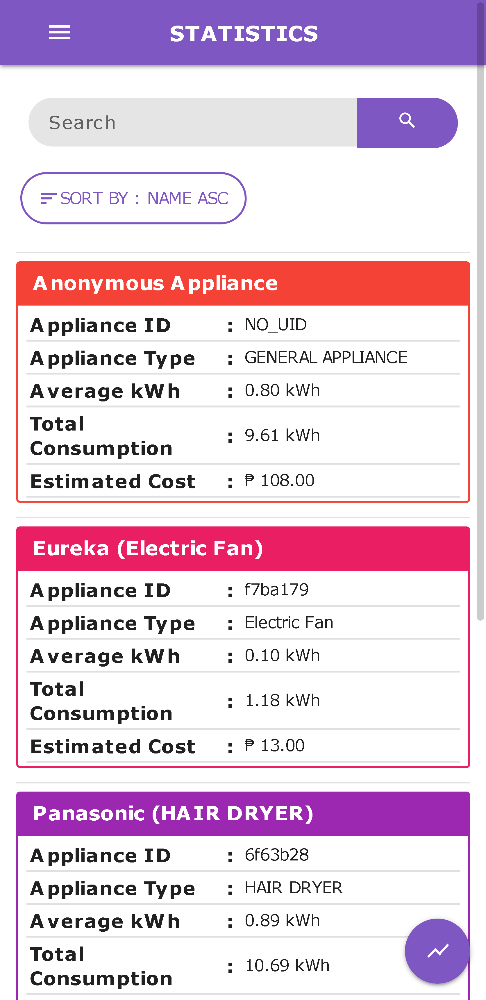 STATISTICS
Search
SORT BY : NAME ASC
Anonymous Appliance
Appliance ID : NO_UID
Appliance Type : GENERAL APPLIANCE
Average kWh : 0.80 kWh
Total
Consumption : 9.61 kWh
Estimated Cost : ₱ 108.00
Eureka (Electric Fan)
Appliance ID : f7ba179
Appliance Type : Electric Fan
Average kWh : 0.10 kWh
Total
Consumption : 1.18 kWh
Estimated Cost : ₱ 13.00
Panasonic (HAIR DRYER)
Appliance ID : 6f63b28
Appliance Type : HAIR DRYER
Average kWh : 0.89 kWh
Total
Consumption : 10.69 kWh